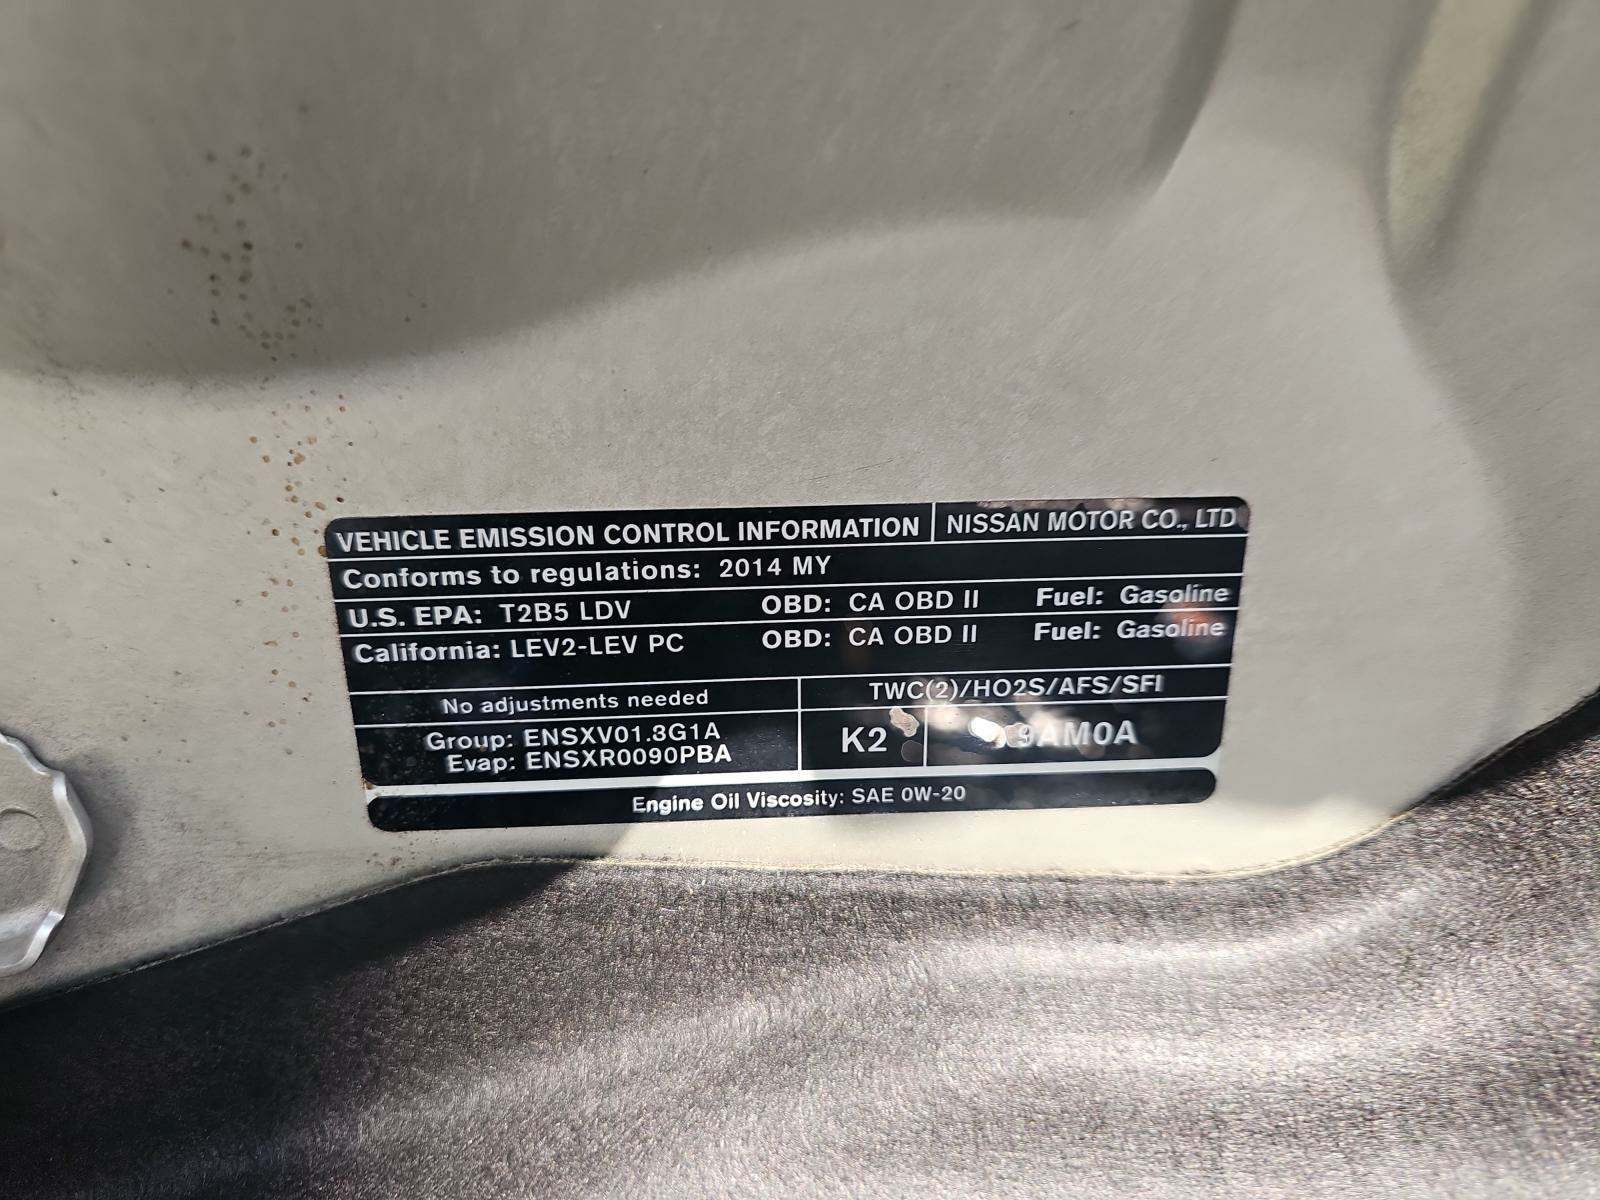 VEHICLE EMISSION CONTROL INFORMATION NISSAN MOTOR CO., LTD
Conforms to regulations: 2014 MY
U.S. EPA: T2B5 LDV OBD: CA OBD II Fuel: Gasoline
California: LEV2-LEV PC OBD: CA OBD II Fuel: Gasoline
No adjustments needed TWC(2)/HO2S/AFS/SFI
Group: ENSXV01.8G1A K2 9AM0A
Evap: ENSXR0090PBA
Engine Oil Viscosity: SAE 0W-20